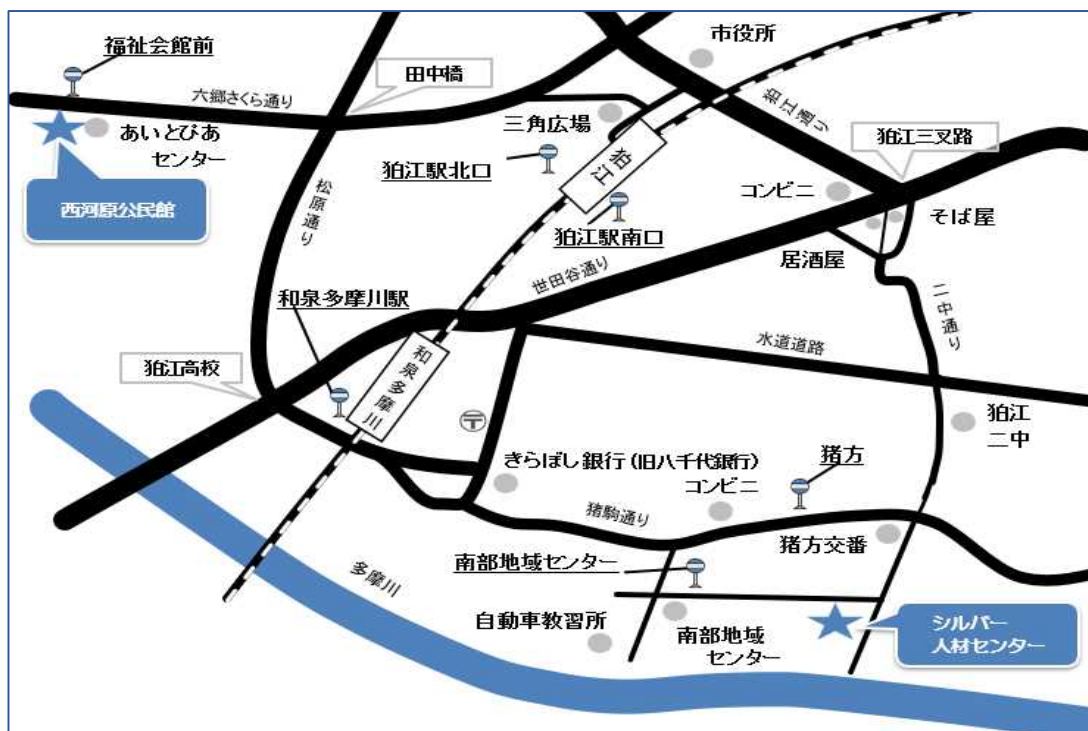 福祉会館前
市役所
田中橋
六郷さくら通り
狛江通り
三角広場
狛江三叉路
あいとぴあ
センター
狛江駅北口
狛江
コンビニ
西河原公民館
松原通り
そば屋
狛江駅南口
居酒屋
世田谷通り
和泉多摩川駅
二中通り
水道道路
狛江高校
和泉多摩川
狛江
二中
〒
きらぼし銀行(旧八千代銀行)
コンビニ
猪方
猪駒通り
猪方交番
南部地域センター
多摩川
自動車教習所
南部地域
センター
シルバー
人材センター